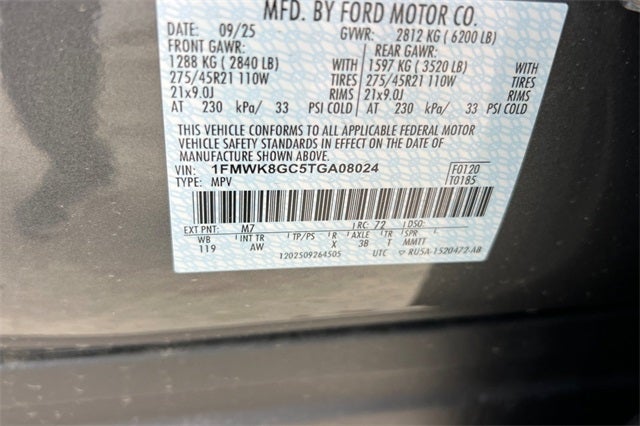 MFD. BY FORD MOTOR CO.
DATE: 09/25 GVWR: 2812 KG ( 6200 LB)
FRONT GAWR: REAR GAWR:
1288 KG ( 2840 LB) WITH 1597 KG ( 3520 LB) WITH
275/45R21 110W TIRES 275/45R21 110W TIRES
21x9.0J RIMS 21x9.0J RIMS
AT 230 kPa/ 33 PSI COLD AT 230 kPa/ 33 PSI COLD
THIS VEHICLE CONFORMS TO ALL APPLICABLE FEDERAL MOTOR
VEHICLE SAFETY STANDARDS IN EFFECT ON THE DATE OF
MANUFACTURE SHOWN ABOVE.
VIN: 1FMWK8GC5TGA08024 F0120
TYPE: MPV T0185
EXT PNT: M7 RC: 72 DSO:
WB INT TR TP/PS R AXLE TR SPR
119 AW X 3B T MMTT
1202509264505 UTC RU5A-1520472-AB